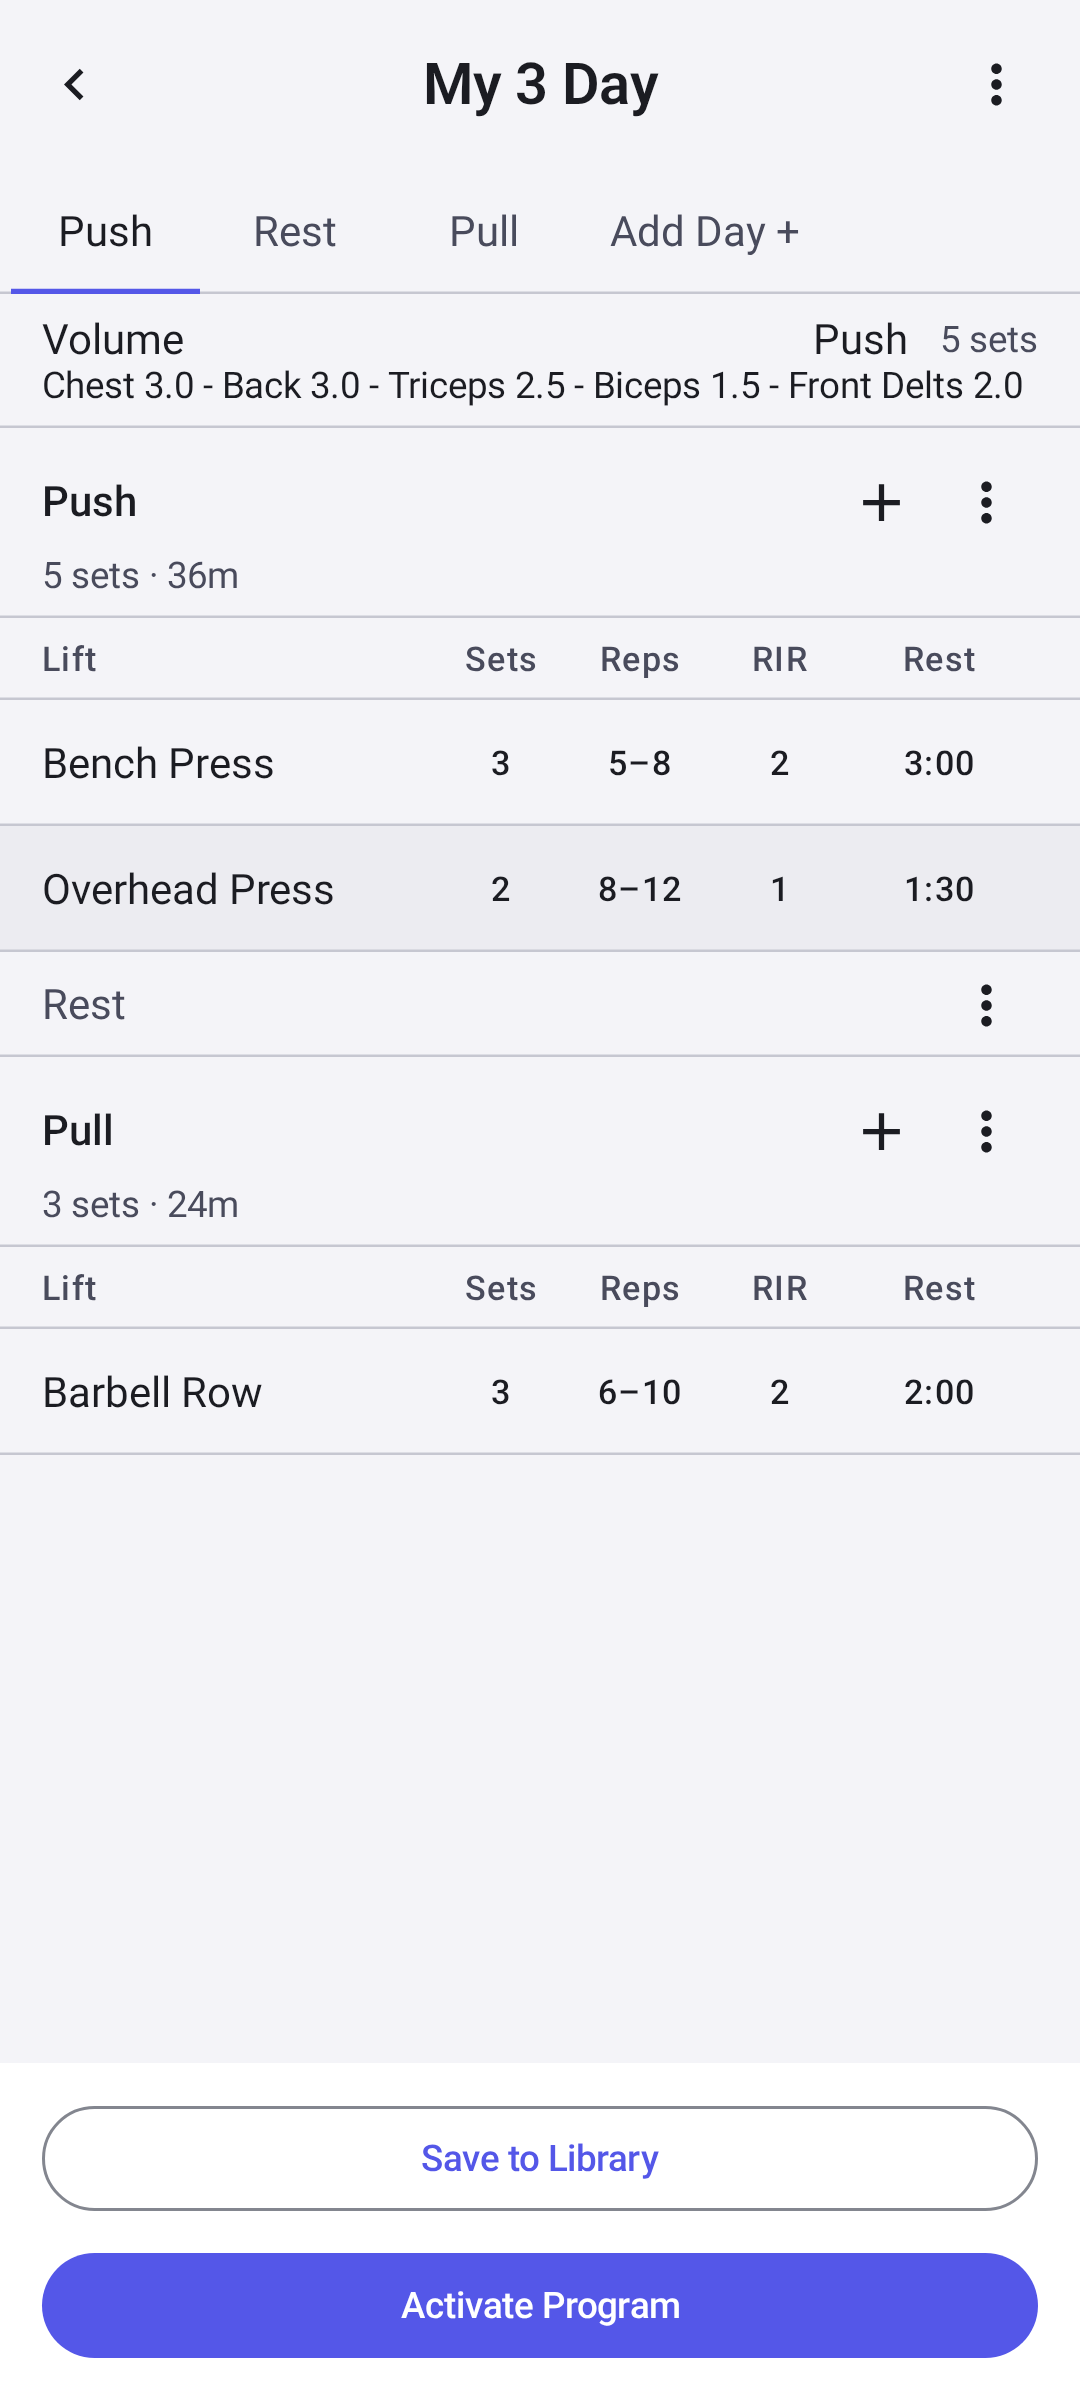 My 3 Day
Push Rest Pull Add Day +
Volume Push 5 sets
Chest 3.0 - Back 3.0 - Triceps 2.5 - Biceps 1.5 - Front Delts 2.0
Push
5 sets · 36m
Lift Sets Reps RIR Rest
Bench Press 3 5–8 2 3:00
Overhead Press 2 8–12 1 1:30
Rest
Pull
3 sets · 24m
Lift Sets Reps RIR Rest
Barbell Row 3 6–10 2 2:00
Save to Library
Activate Program